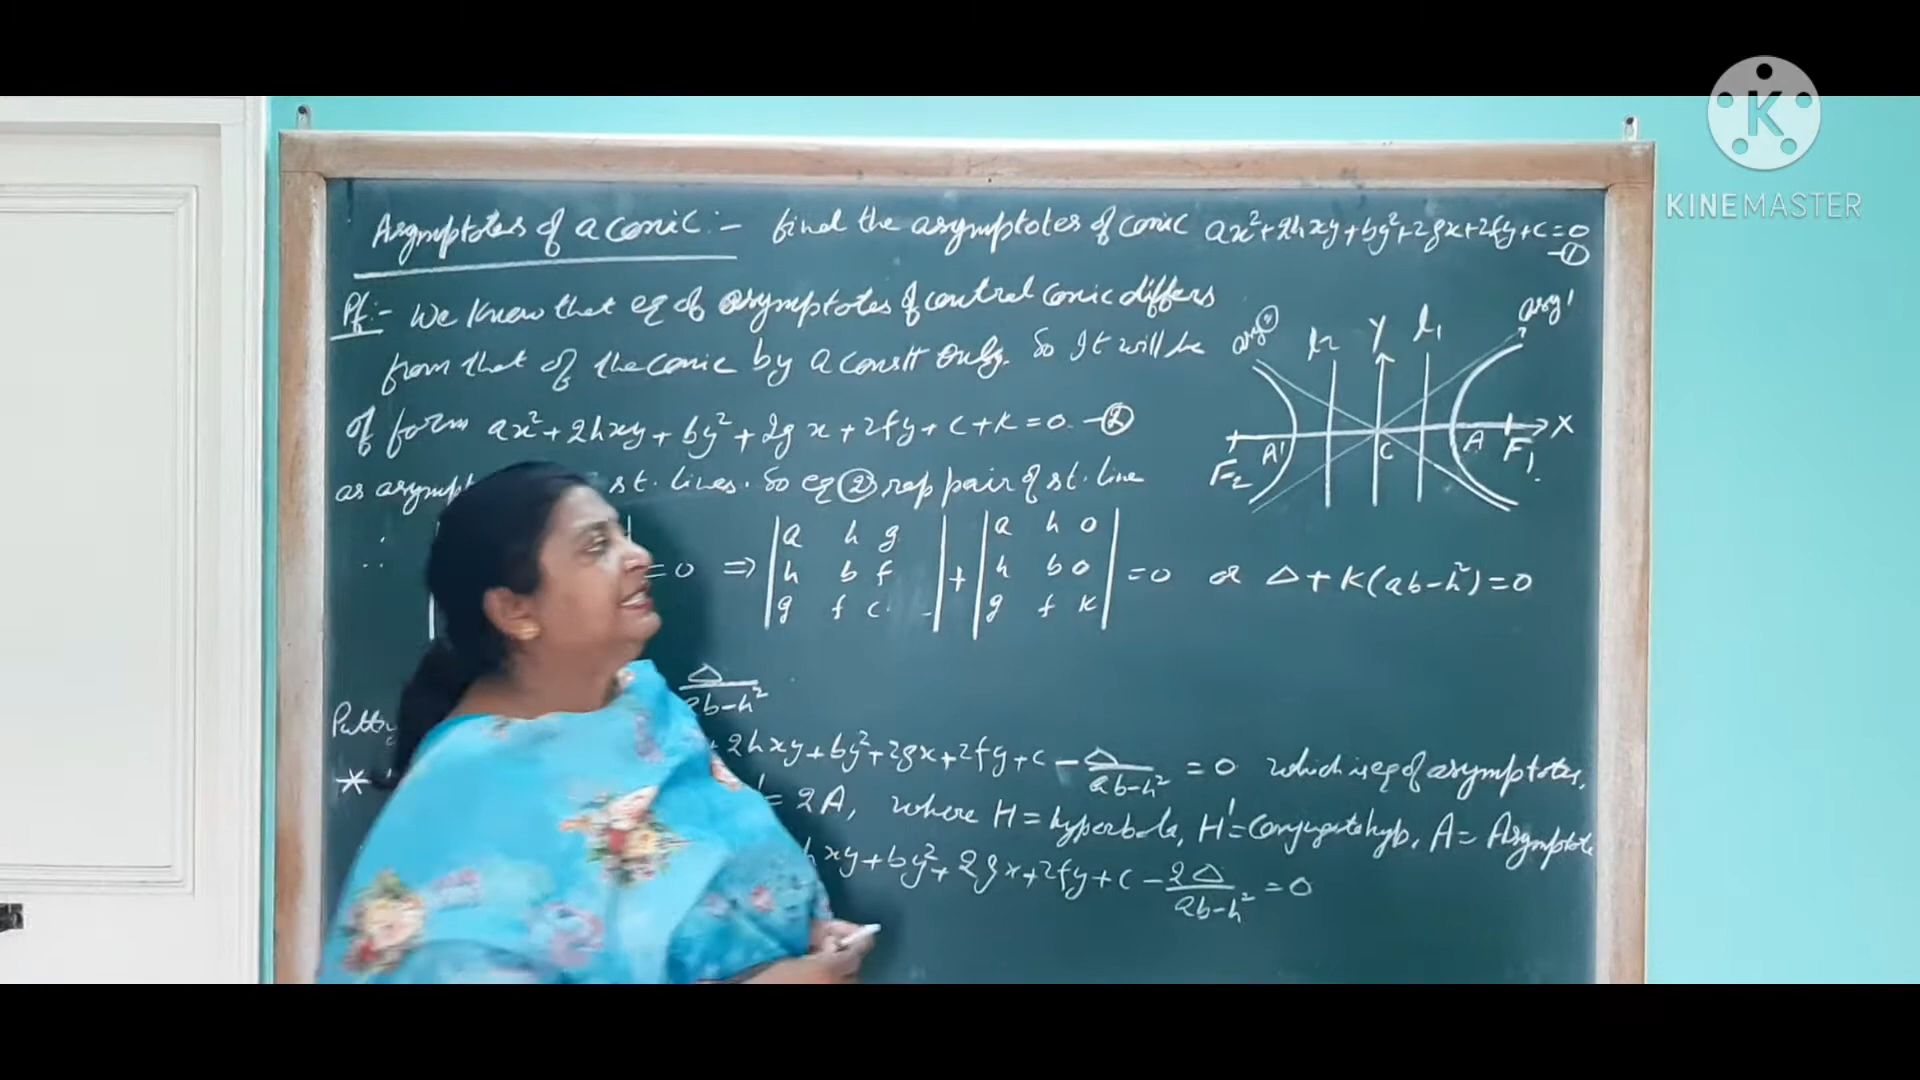 Asymptotes of a conic :- find the asymptotes of conic ax²+2hxy+by²+2gx+2fy+c=0 -①
Pf:- We know that eq of asymptotes of central conic differs
from that of the conic by a constt only. So It will be
of form ax²+2hxy+by²+2gx+2fy+c+k=0 -②
as st. lines. So eq ② rep pair of st. line
∴ =0 => |a h g| + |a h 0| =0 or Δ+k(ab-h²)=0
|h b f| |h b 0|
|g f c| |g f k|
Δ/ab-h²
* 2hxy+by²+2gx+2fy+c-Δ/ab-h²=0 which is eq of asymptotes.
=2A, where H=hyperbola, H'=Conjugate hyb, A=Asymptote
xy+by²+2gx+2fy+c-2Δ/ab-h²=0
Y l₁ asy'
X
F₂ A' C A F₁
K
KINEMASTER